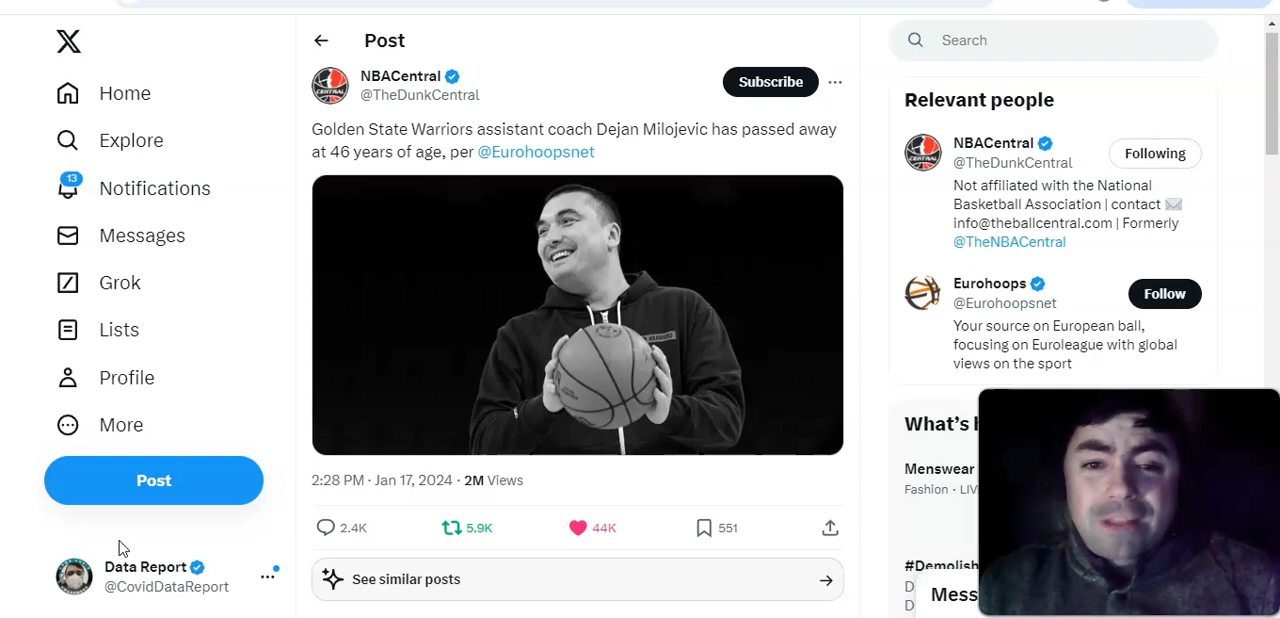 Home
Explore
13
Notifications
Messages
Grok
Lists
Profile
More
Post
Data Report
@CovidDataReport
Post
NBACentral
@TheDunkCentral
Subscribe
Golden State Warriors assistant coach Dejan Milojevic has passed away
at 46 years of age, per @Eurohoopsnet
2:28 PM · Jan 17, 2024 · 2M Views
2.4K
5.9K
44K
551
See similar posts
Search
Relevant people
NBACentral
Following
@TheDunkCentral
Not affiliated with the National
Basketball Association | contact
info@theballcentral.com | Formerly
@TheNBACentral
Eurohoops
@Eurohoopsnet
Follow
Your source on European ball,
focusing on Euroleague with global
views on the sport
What's
Menswear
Fashion · LIV
#Demolish
Mess